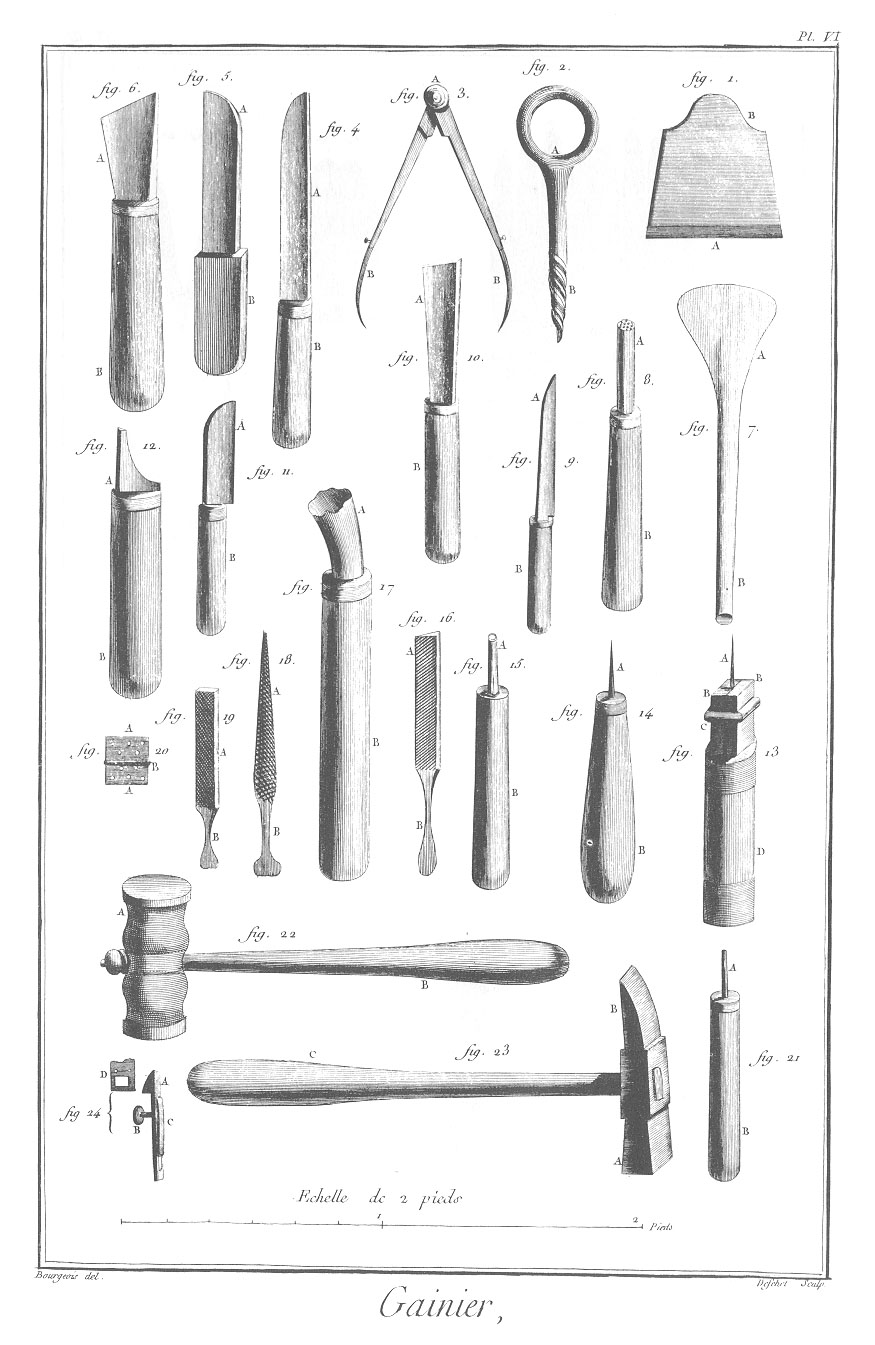 Pl. VI
fig. 6.
fig. 5.
fig. 4
fig. 3.
fig. 2.
fig. 1.
A
A
A
A
A
B
A
B
B
B
B
B
B
A
fig. 12.
fig. 11.
fig. 10.
fig. 9.
fig. 8.
fig. 7.
A
A
A
A
A
A
B
B
B
B
B
B
fig. 20
fig. 19
fig. 18.
fig. 17
fig. 16.
fig. 15.
fig. 14
fig. 13
A
B
A
A
B
A
B
A
B
A
B
A
B
A
B
A
B
B
C
D
fig. 22
A
B
fig. 23
C
B
A
fig. 21
A
B
fig 24
D
A
B
C
Echelle de 2 pieds
1
2
Pieds
Bourgeois del.
Defehrt Sculp
Gainier,